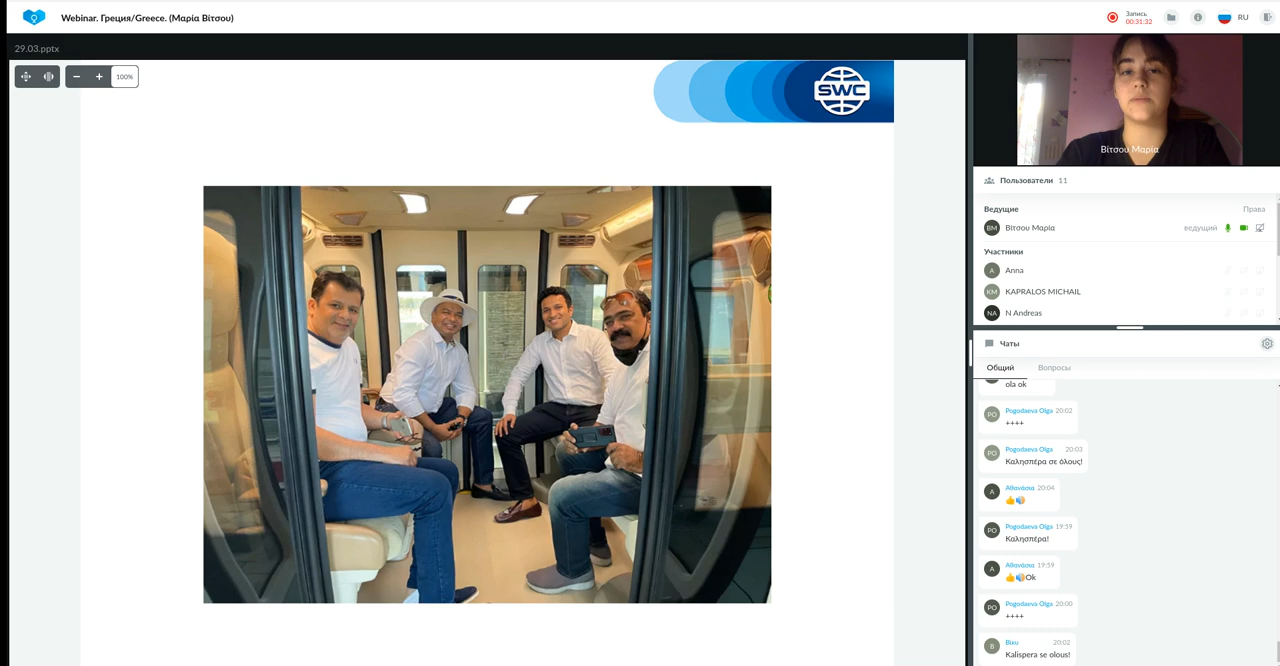 Webinar. Греция/Greece. (Μαρία Βίτσου)
Запись
00:31:32
RU
29.03.pptx
100%
SWC
Βίτσου Μαρία
Пользователи 11
Ведущие
Права
ΒΜ
Βίτσου Μαρία
ведущий
Участники
A
Anna
KM
KAPRALOS MICHAIL
NA
N Andreas
Чаты
Общий
Вопросы
ola ok
PO
Pogodaeva Olga 20:02
++++
PO
Pogodaeva Olga 20:03
Καλησπέρα σε όλους!
Α
Αθανάσια 20:04
👍
PO
Pogodaeva Olga 19:59
Καλησπέρα!
Α
Αθανάσια 19:59
👍Ok
PO
Pogodaeva Olga 20:00
++++
B
Bixu 20:02
Kalispera se olous!